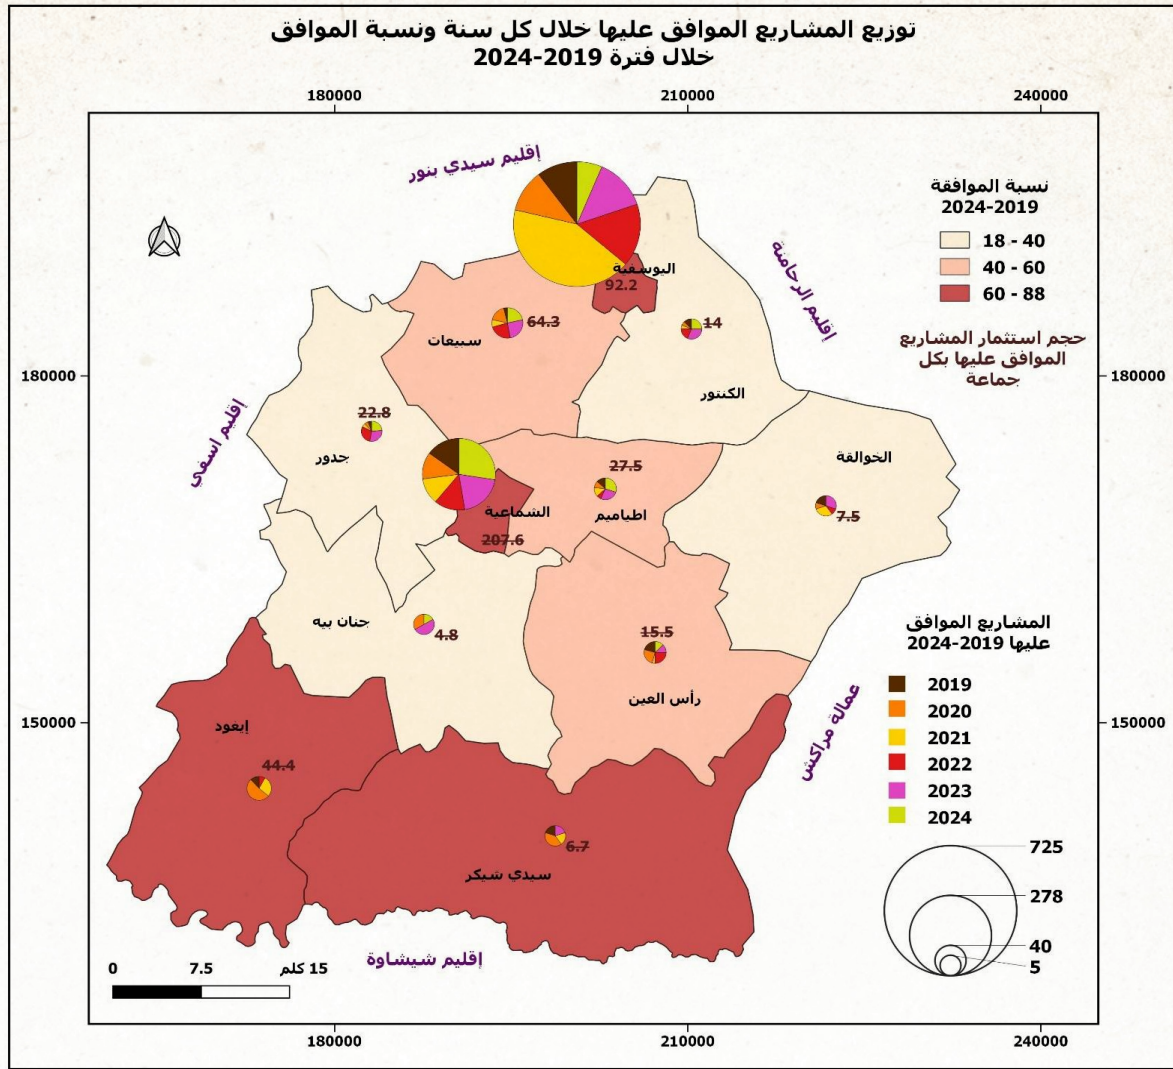 توزيع المشاريع الموافق عليها خلال كل سنة ونسبة الموافق
خلال فترة 2019-2024
180000
210000
240000
إقليم سيدي بنور
نسبة الموافقة
2019-2024
18 - 40
40 - 60
60 - 88
حجم استثمار المشاريع
الموافق عليها بكل
جماعة
إقليم الرحامنة
اليوسفية
92.2
64.3
سبيعات
14
الكنتور
180000
180000
إقليم اسفي
22.8
جدور
الخوالقة
27.5
الشماعية
اطياميم
7.5
207.6
جنان بيه
4.8
15.5
رأس العين
المشاريع الموافق
عليها 2019-2024
2019
2020
2021
2022
2023
2024
عمالة مراكش
150000
150000
إيغود
44.4
6.7
سيدي شيكر
725
278
40
5
إقليم شيشاوة
0
7.5
15 كلم
180000
210000
240000